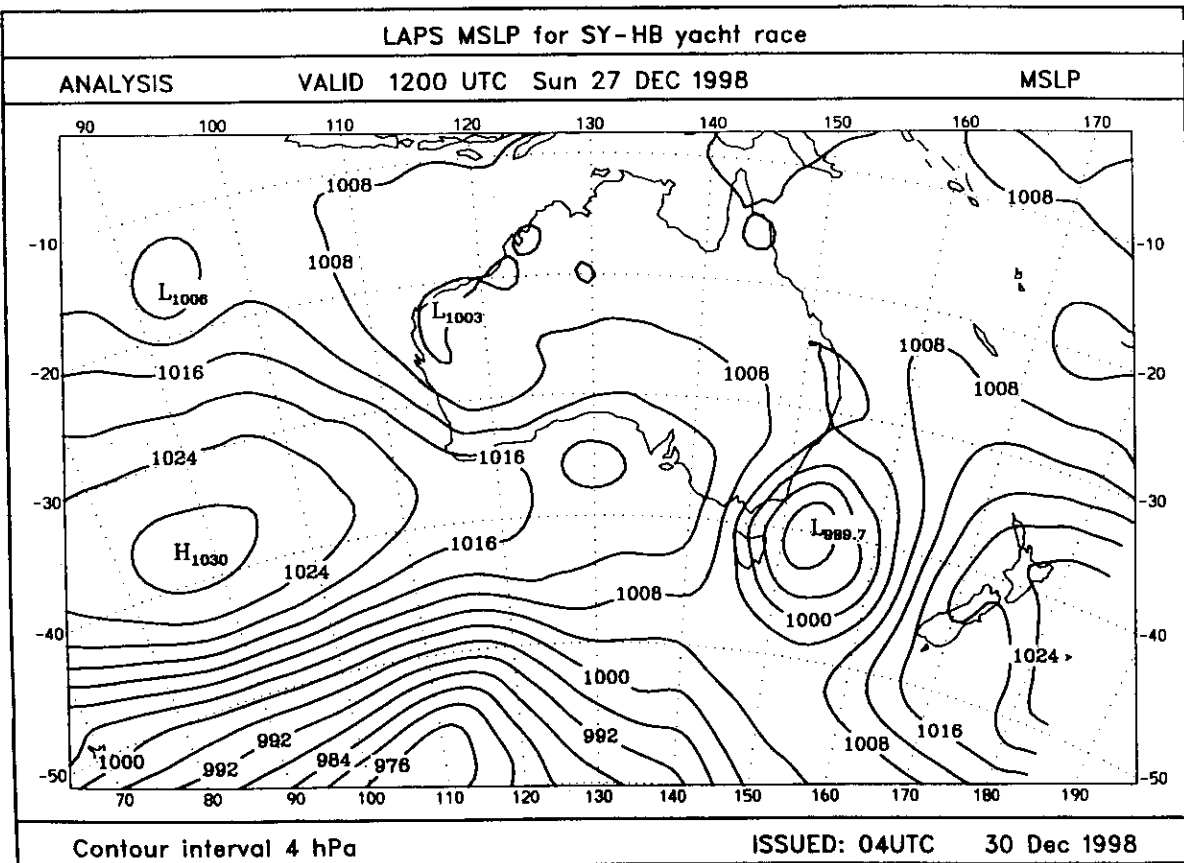 LAPS MSLP for SY-HB yacht race
ANALYSIS VALID 1200 UTC Sun 27 DEC 1998 MSLP
90 100 110 120 130 140 150 160 170
1008
1008
-10 -10
1008
L1006
L1003
1008
1016
-20 1008 1008 -20
1024 1016
-30 -30
L989.7
H1030 1016
1024
1008 1000
-40 -40
1024
1000
1016
992 992 1008
1000 992 984 976
-50 -50
70 80 90 100 110 120 130 140 150 160 170 180 190
Contour interval 4 hPa ISSUED: 04UTC 30 Dec 1998